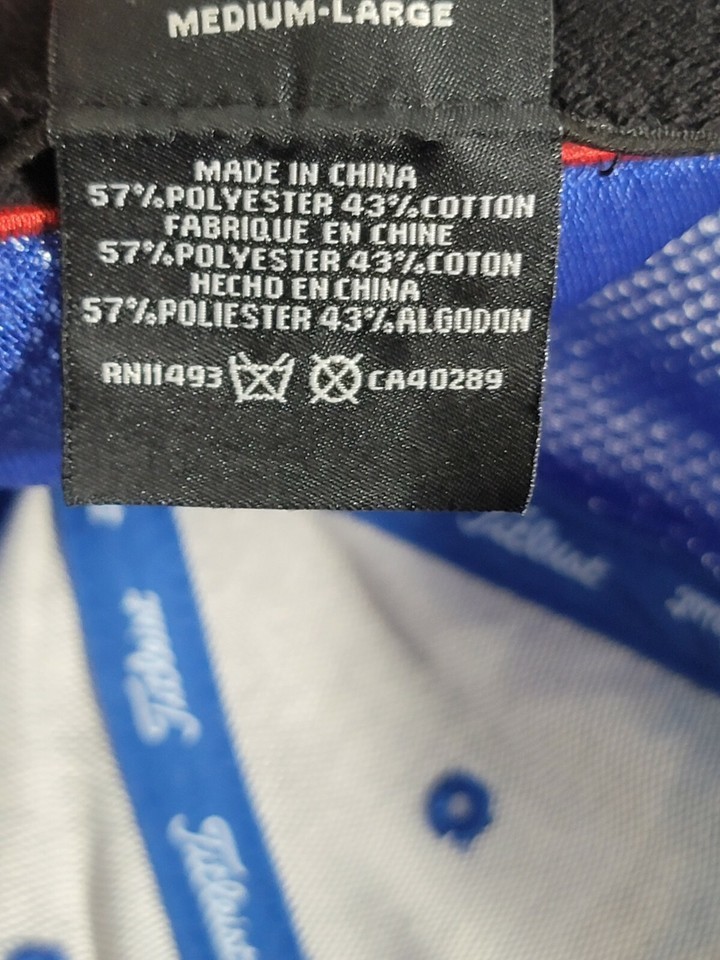 MEDIUM-LARGE
MADE IN CHINA
57%POLYESTER 43%COTTON
FABRIQUE EN CHINE
57%POLYESTER 43%COTON
HECHO EN CHINA
57%POLIESTER 43%ALGODON
RN11493 CA40289
Titleist
Titleist
Titleist